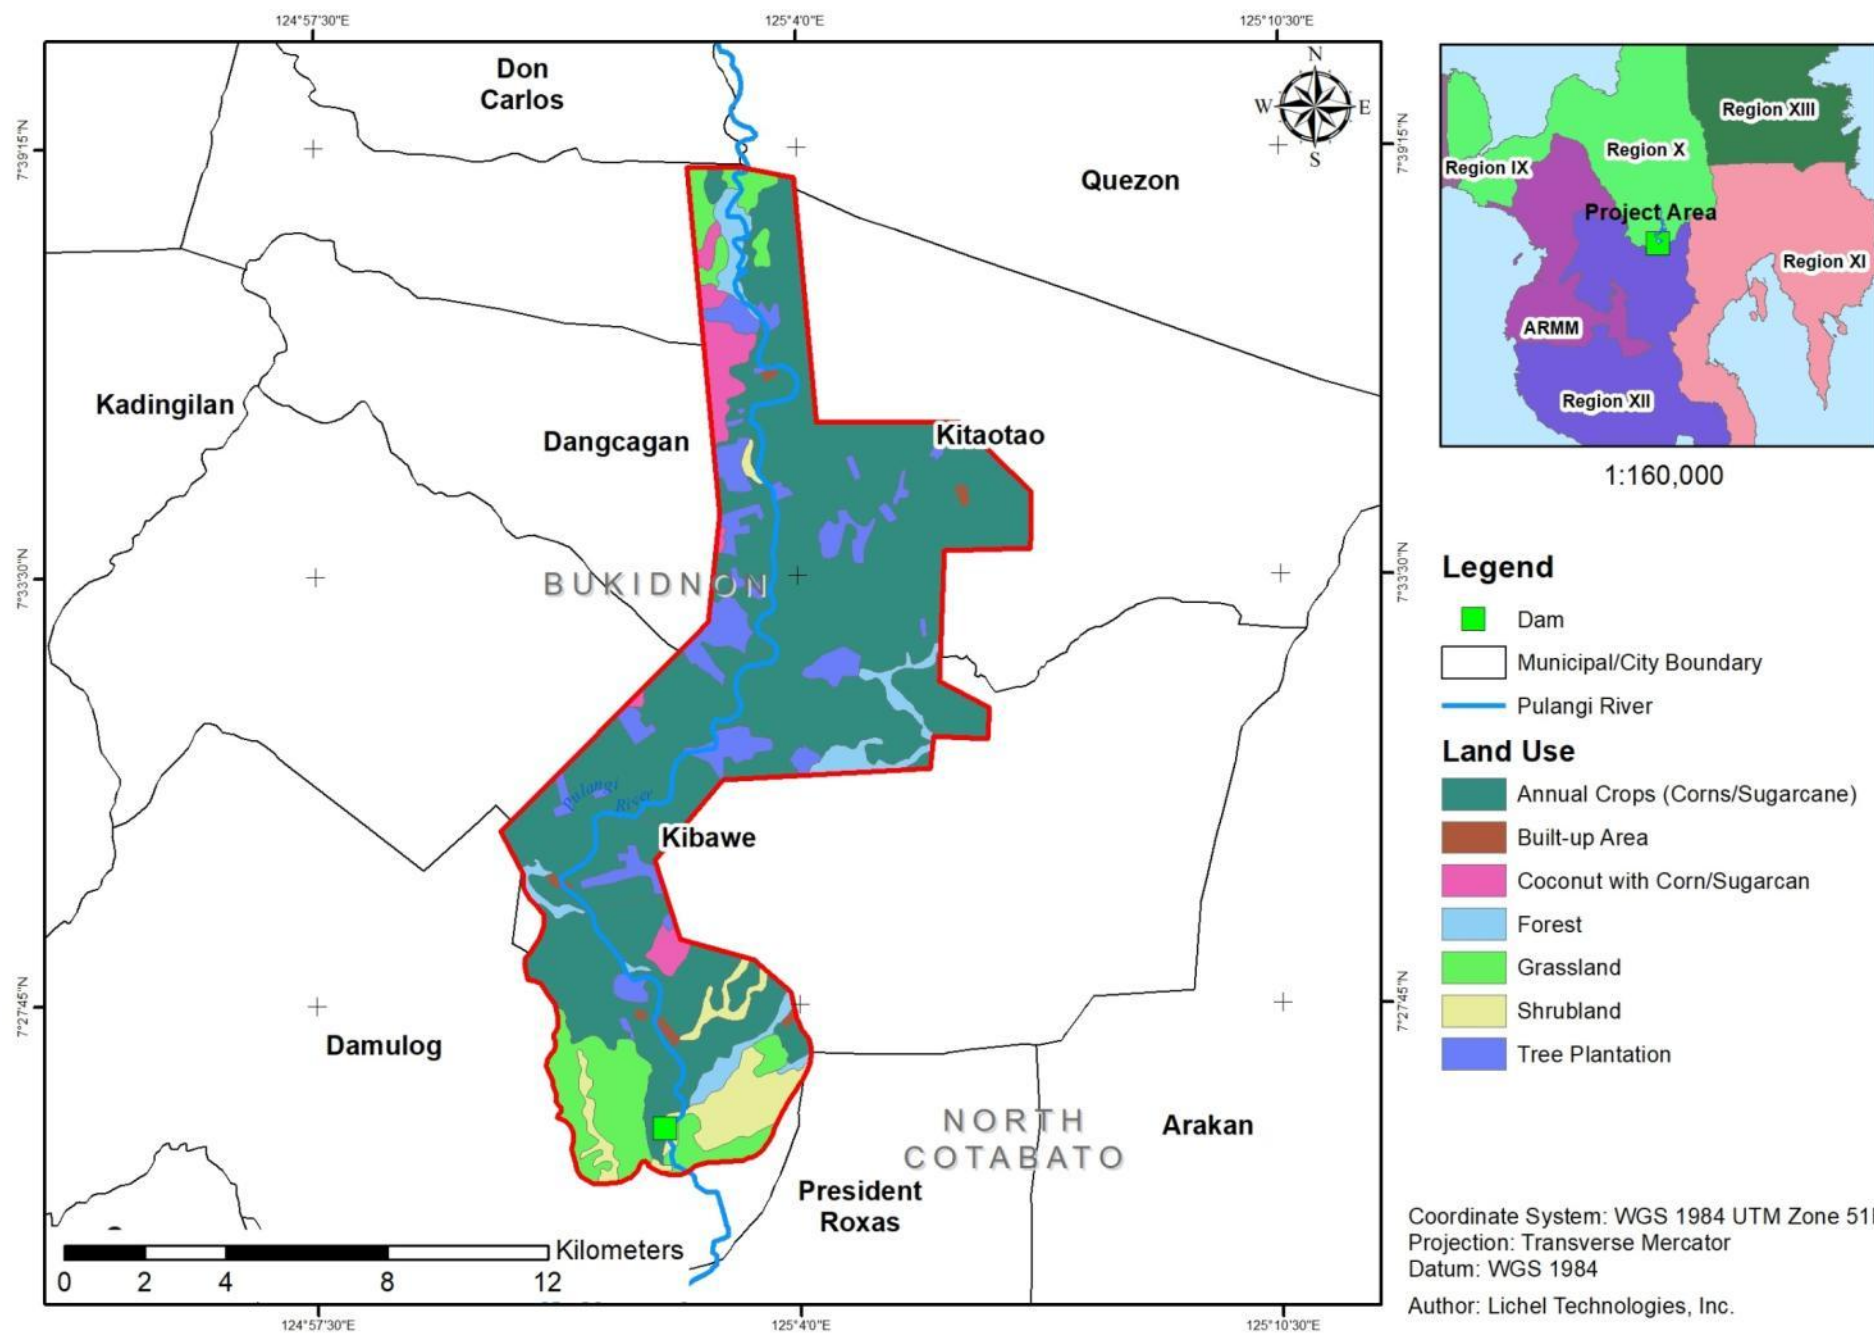 124°57'30"E
125°4'0"E
125°10'30"E
7°39'15"N
7°33'30"N
7°27'45"N
7°39'15"N
7°33'30"N
7°27'45"N
Don
Carlos
N
W
E
S
Quezon
Kadingilan
Dangcagan
Kitaotao
BUKIDNON
Pulangi
River
Kibawe
Damulog
NORTH
COTABATO
Arakan
President
Roxas
Kilometers
0 2 4 8 12
124°57'30"E
125°4'0"E
125°10'30"E
Region XIII
Region X
Region IX
Project Area
Region XI
ARMM
Region XII
1:160,000
Legend
Dam
Municipal/City Boundary
Pulangi River
Land Use
Annual Crops (Corns/Sugarcane)
Built-up Area
Coconut with Corn/Sugarcan
Forest
Grassland
Shrubland
Tree Plantation
Coordinate System: WGS 1984 UTM Zone 51
Projection: Transverse Mercator
Datum: WGS 1984
Author: Lichel Technologies, Inc.